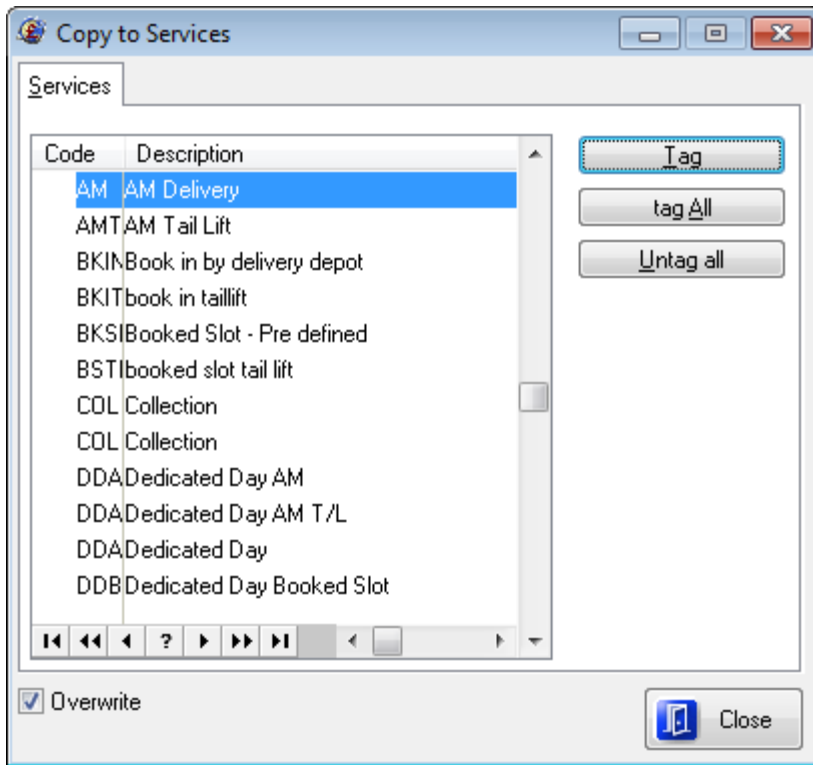 Copy to Services
Services
Code Description
AM AM Delivery
AMT AM Tail Lift
BKIN Book in by delivery depot
BKIT book in taillift
BKSI Booked Slot - Pre defined
BSTI booked slot tail lift
COL Collection
COL Collection
DDA Dedicated Day AM
DDA Dedicated Day AM T/L
DDA Dedicated Day
DDB Dedicated Day Booked Slot
?
Tag
tag All
Untag all
Overwrite
Close